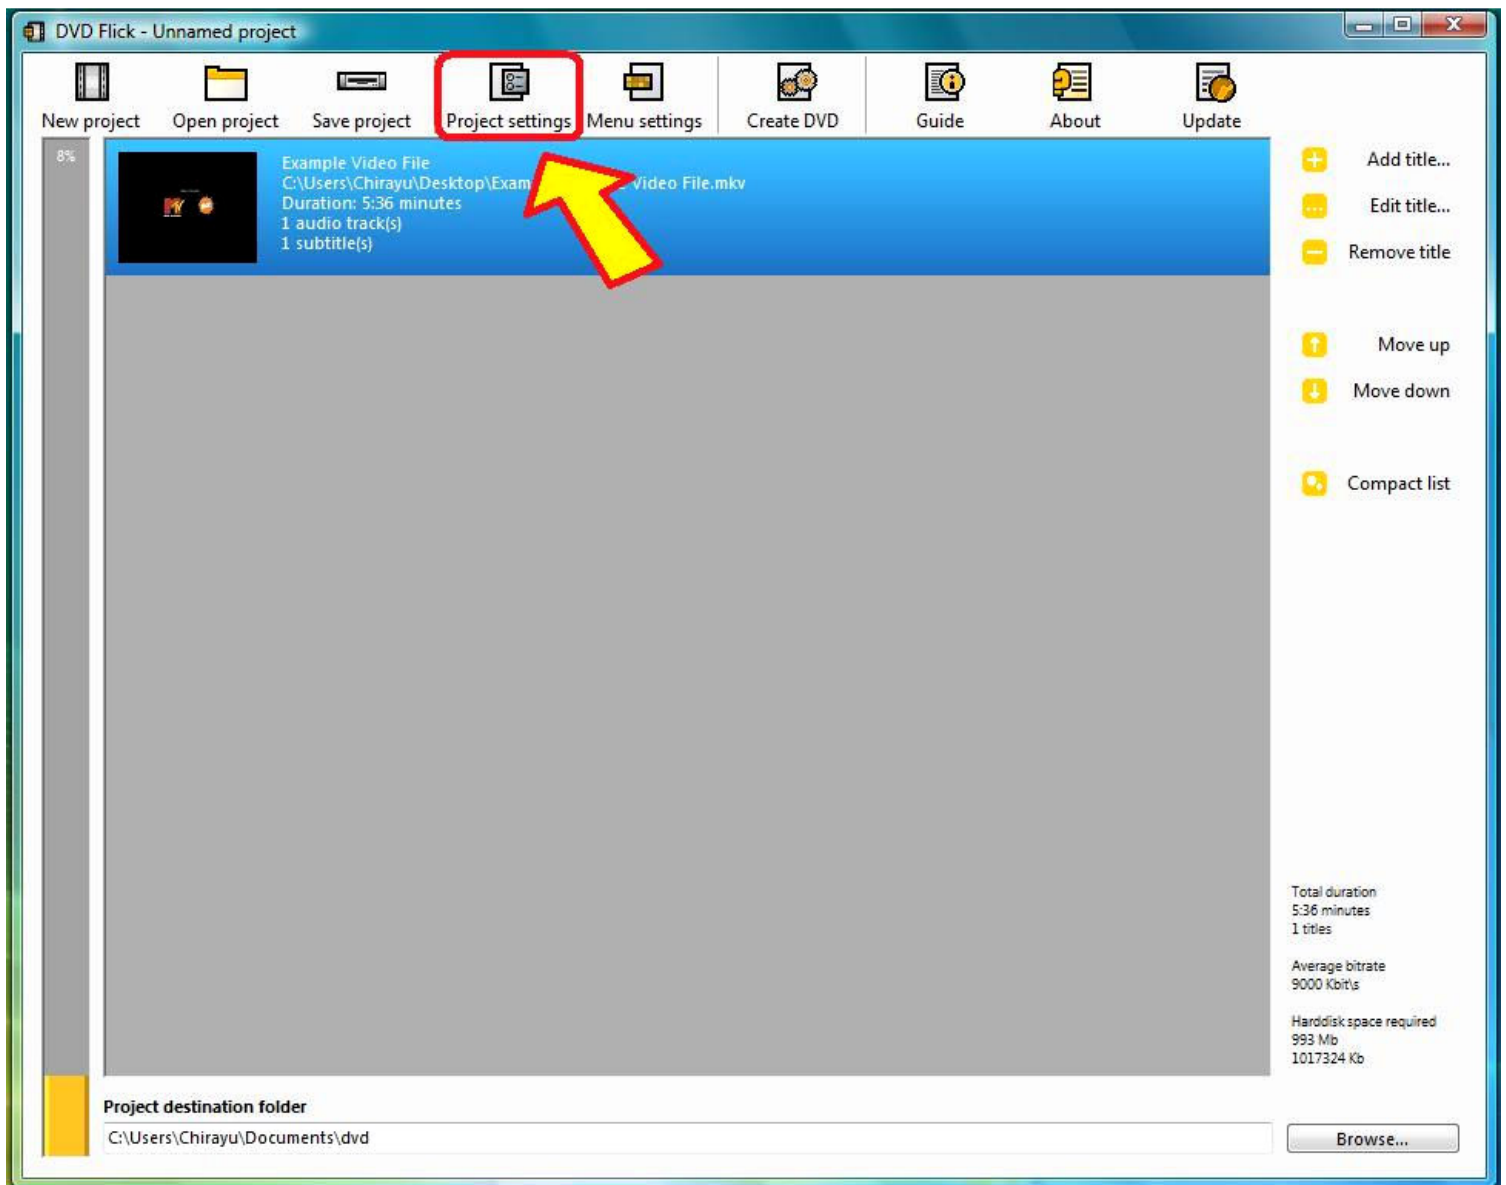 DVD Flick - Unnamed project
New project Open project Save project Project settings Menu settings Create DVD Guide About Update
8%
Example Video File
C:\Users\Chirayu\Desktop\Exam Video File.mkv
Duration: 5:36 minutes
1 audio track(s)
1 subtitle(s)
Add title...
Edit title...
Remove title
Move up
Move down
Compact list
Total duration
5:36 minutes
1 titles
Average bitrate
9000 Kbit\s
Harddisk space required
993 Mb
1017324 Kb
Project destination folder
C:\Users\Chirayu\Documents\dvd
Browse...